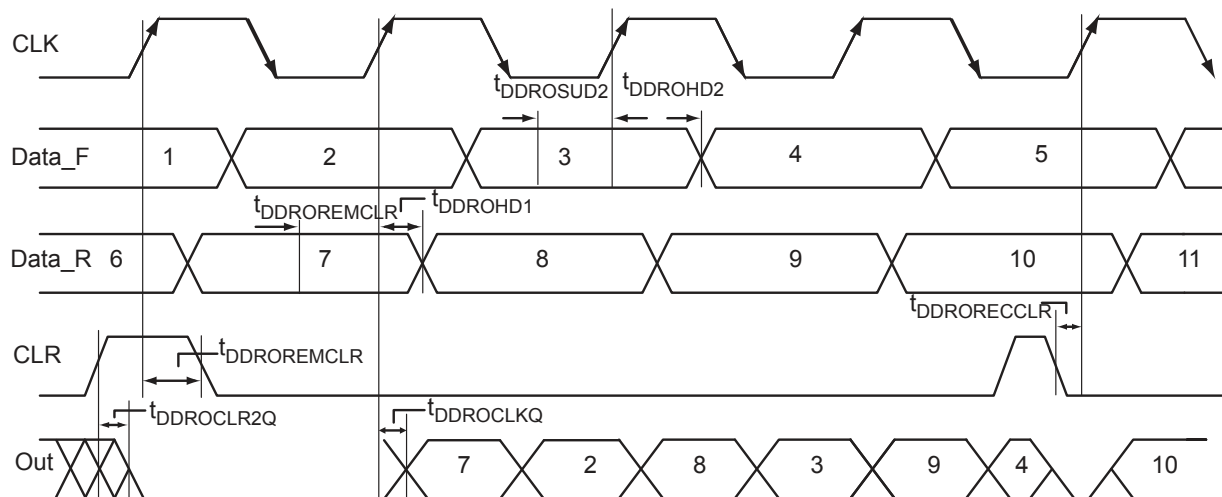 CLK
tDDROSUD2 tDDROHD2
Data_F 1 2 3 4 5
tDDROREMCLR tDDROHD1
Data_R 6 7 8 9 10 11
tDDRORECCLR
CLR tDDROREMCLR
tDDROCLR2Q tDDROCLKQ
Out 7 2 8 3 9 4 10